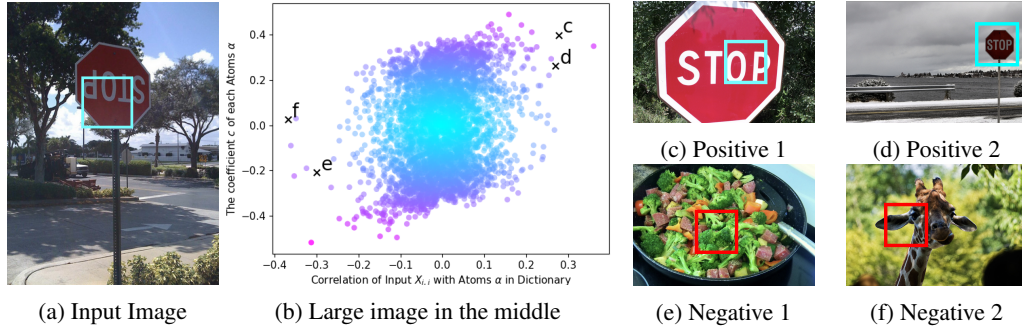 STOP
(a) Input Image
The coefficient c of each Atoms α
0.4
0.2
0.0
−0.2
−0.4
c
d
f
e
−0.4 −0.3 −0.2 −0.1 0.0 0.1 0.2 0.3
Correlation of Input X_{i,i} with Atoms α in Dictionary
(b) Large image in the middle
STOP
(c) Positive 1
STOP
(d) Positive 2
(e) Negative 1
(f) Negative 2